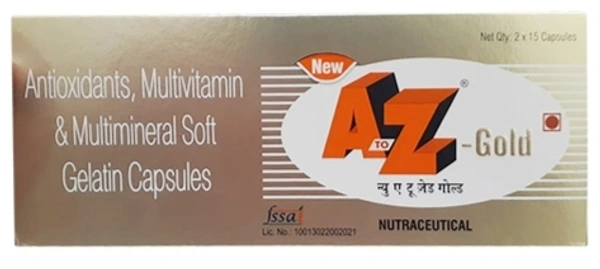 Net Qty: 2 x 15 Capsules
New
Antioxidants, Multivitamin
& Multimineral Soft
Gelatin Capsules
A TO Z® -Gold
न्यु ए टू ज़ेड गोल्ड
fssai
Lic. No.: 10013022002021
NUTRACEUTICAL